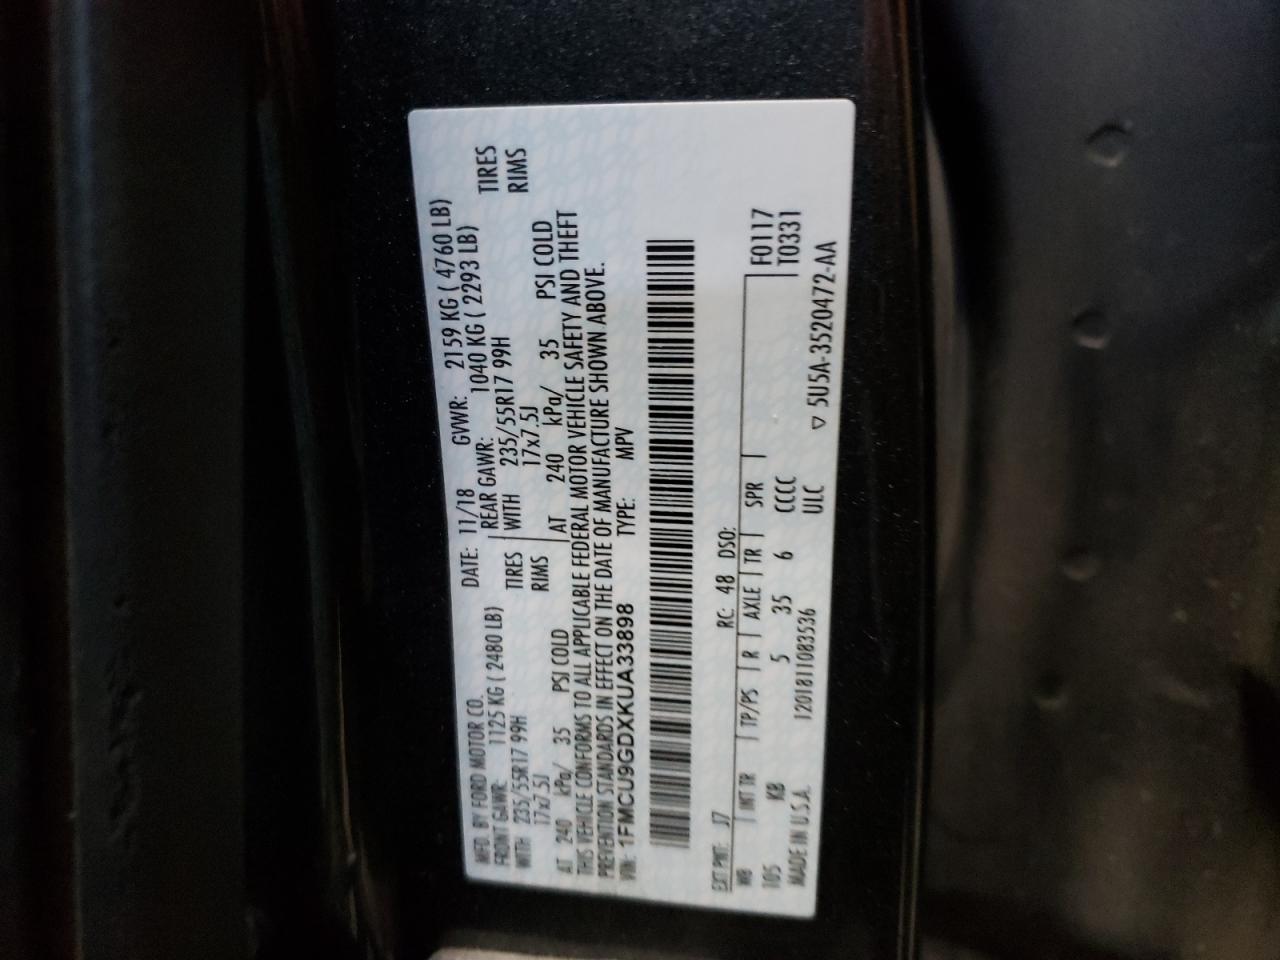 MFD. BY FORD MOTOR CO. DATE: 11/18 GVWR: 2159 KG ( 4760 LB)
FRONT GAWR: 1125 KG ( 2480 LB) REAR GAWR: 1040 KG ( 2293 LB)
WITH 235/55R17 99H TIRES WITH 235/55R17 99H TIRES
17x7.5J RIMS 17x7.5J RIMS
AT 240 kPa/ 35 PSI COLD AT 240 kPa/ 35 PSI COLD
THIS VEHICLE CONFORMS TO ALL APPLICABLE FEDERAL MOTOR VEHICLE SAFETY AND THEFT
PREVENTION STANDARDS IN EFFECT ON THE DATE OF MANUFACTURE SHOWN ABOVE.
VIN: 1FMCU9GDXKUA33898 TYPE: MPV
EXT PNT: J7 RC: 48 DSO:
WB INT TR TP/PS R AXLE TR SPR F0117
105 KB 5 35 6 CCCC T0331
MADE IN U.S.A. 120181108​3536 ULC
▽ 5U5A-3520472-AA